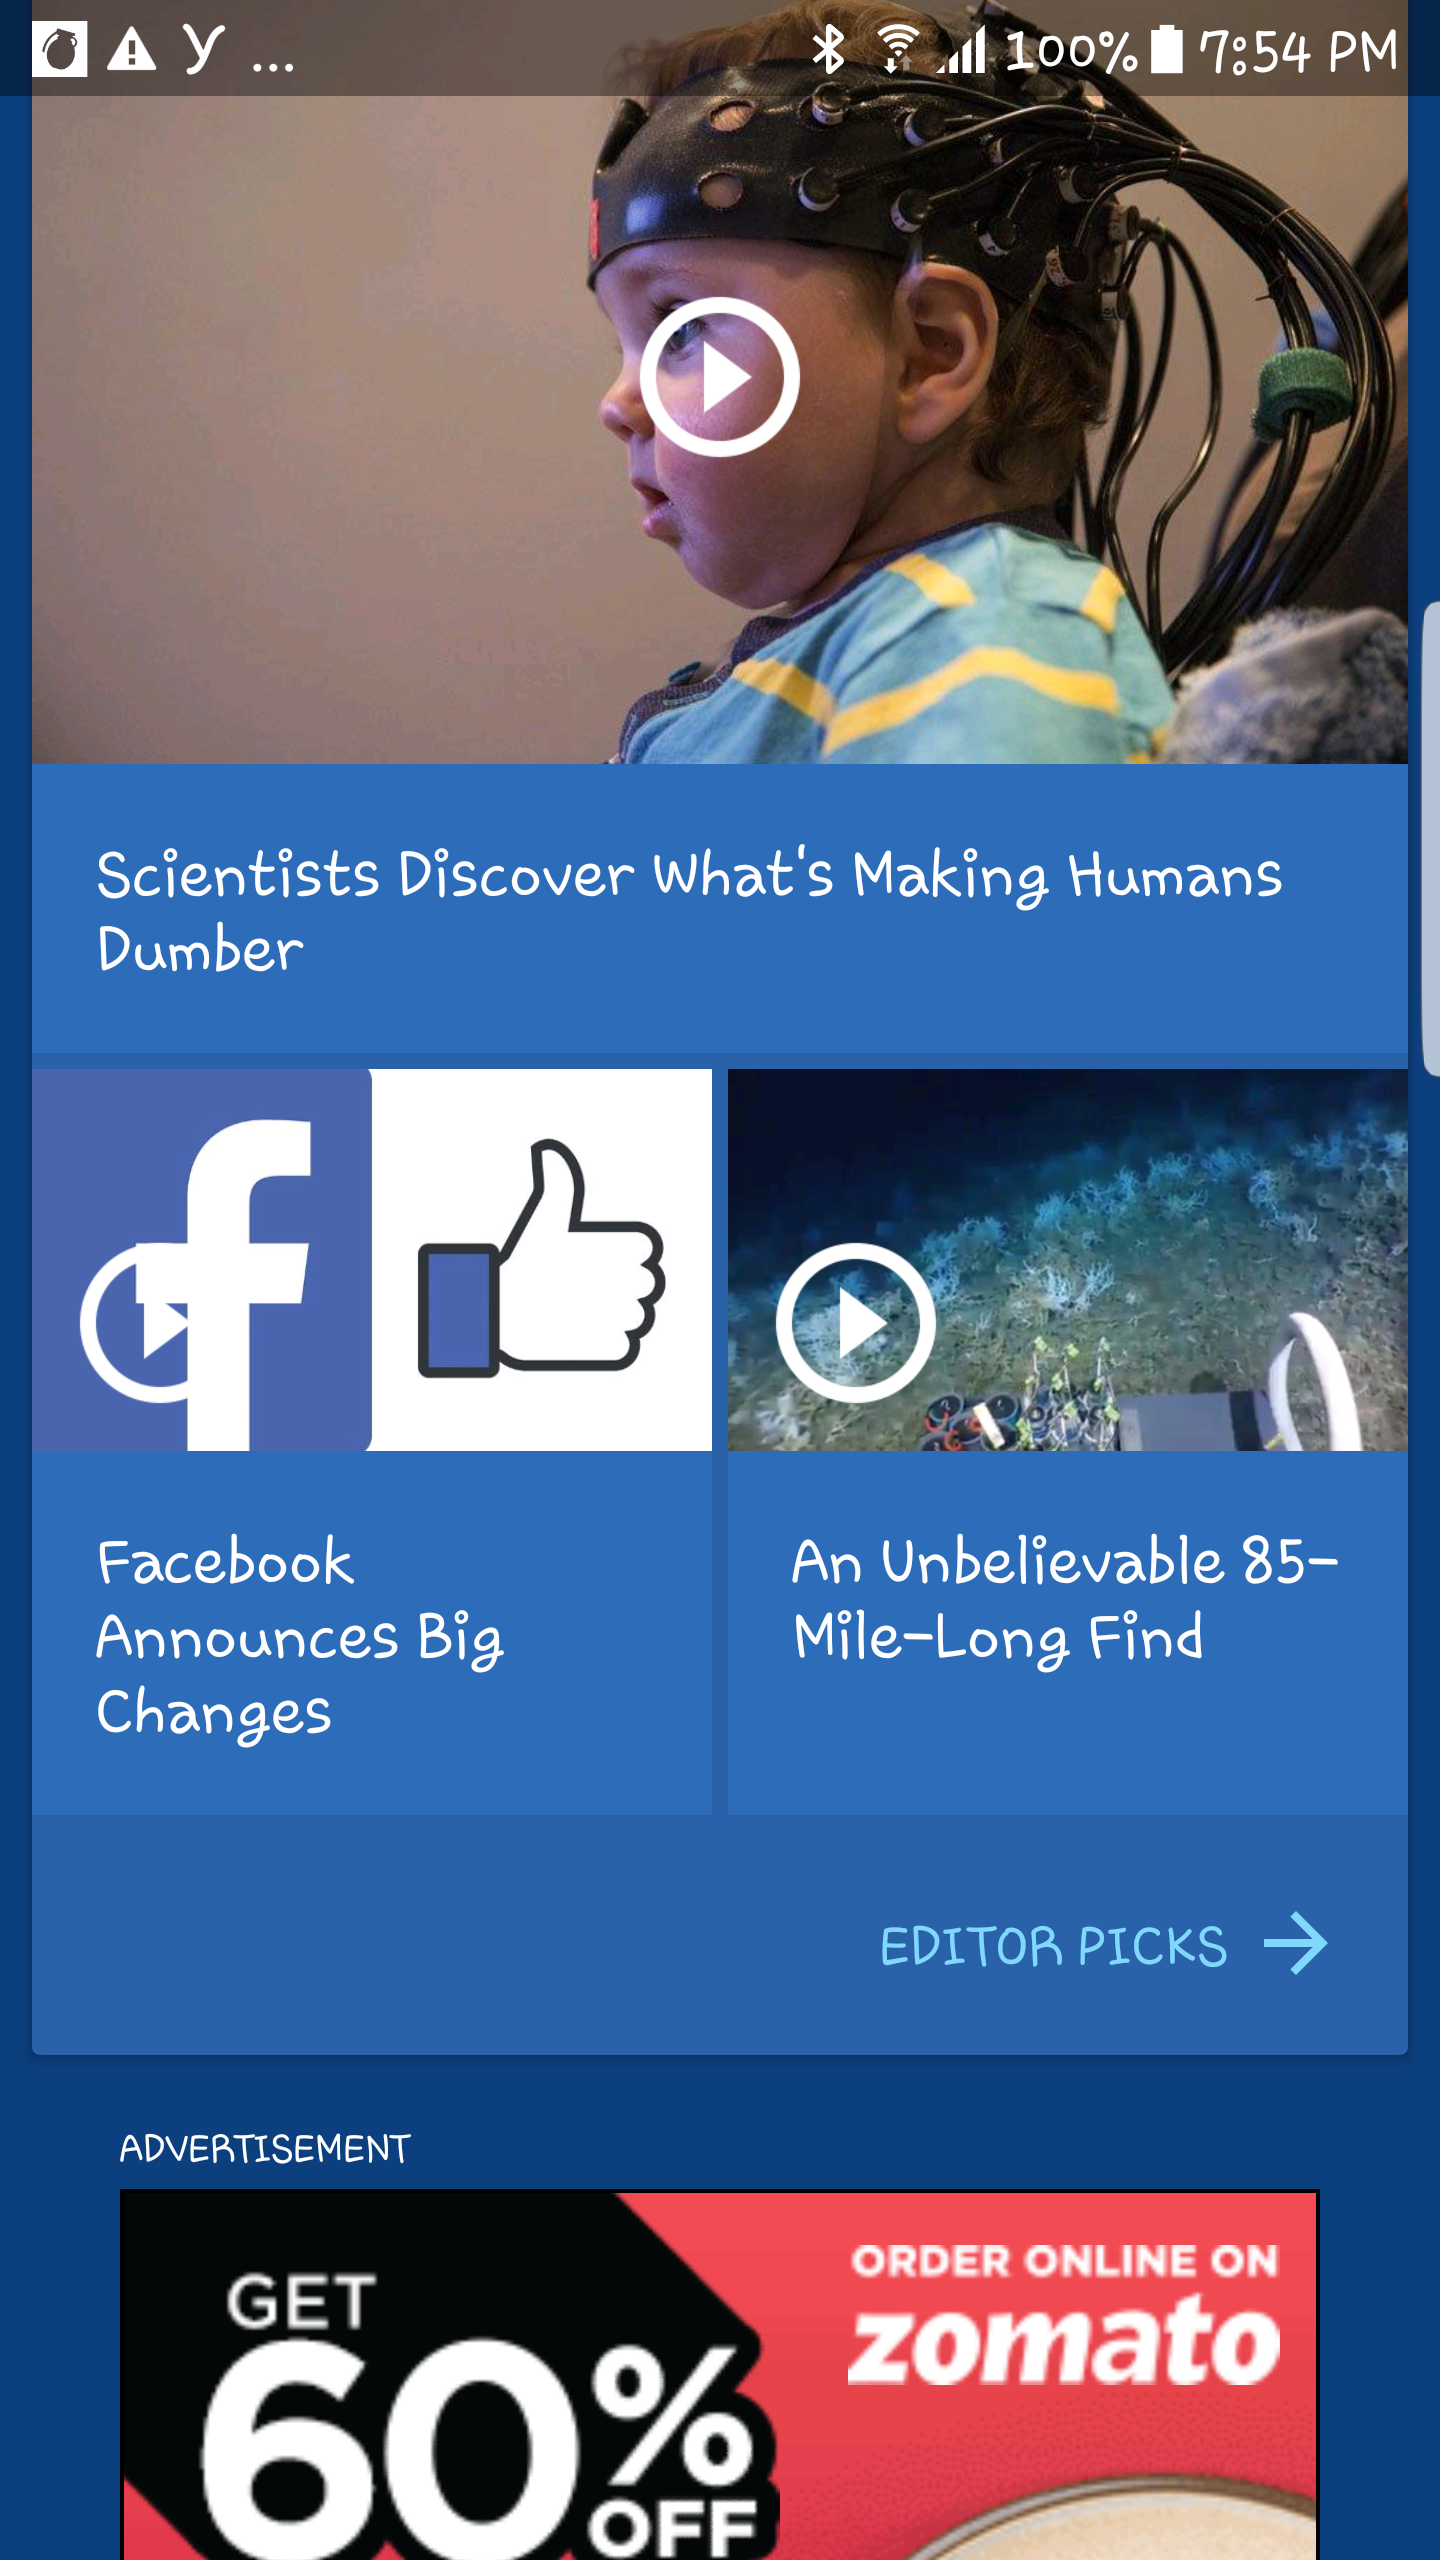 ... 100% 7:54 PM
Scientists Discover What's Making Humans
Dumber
Facebook
Announces Big
Changes
An Unbelievable 85-
Mile-Long Find
EDITOR PICKS
ADVERTISEMENT
GET
60%
OFF
ORDER ONLINE ON
zomato